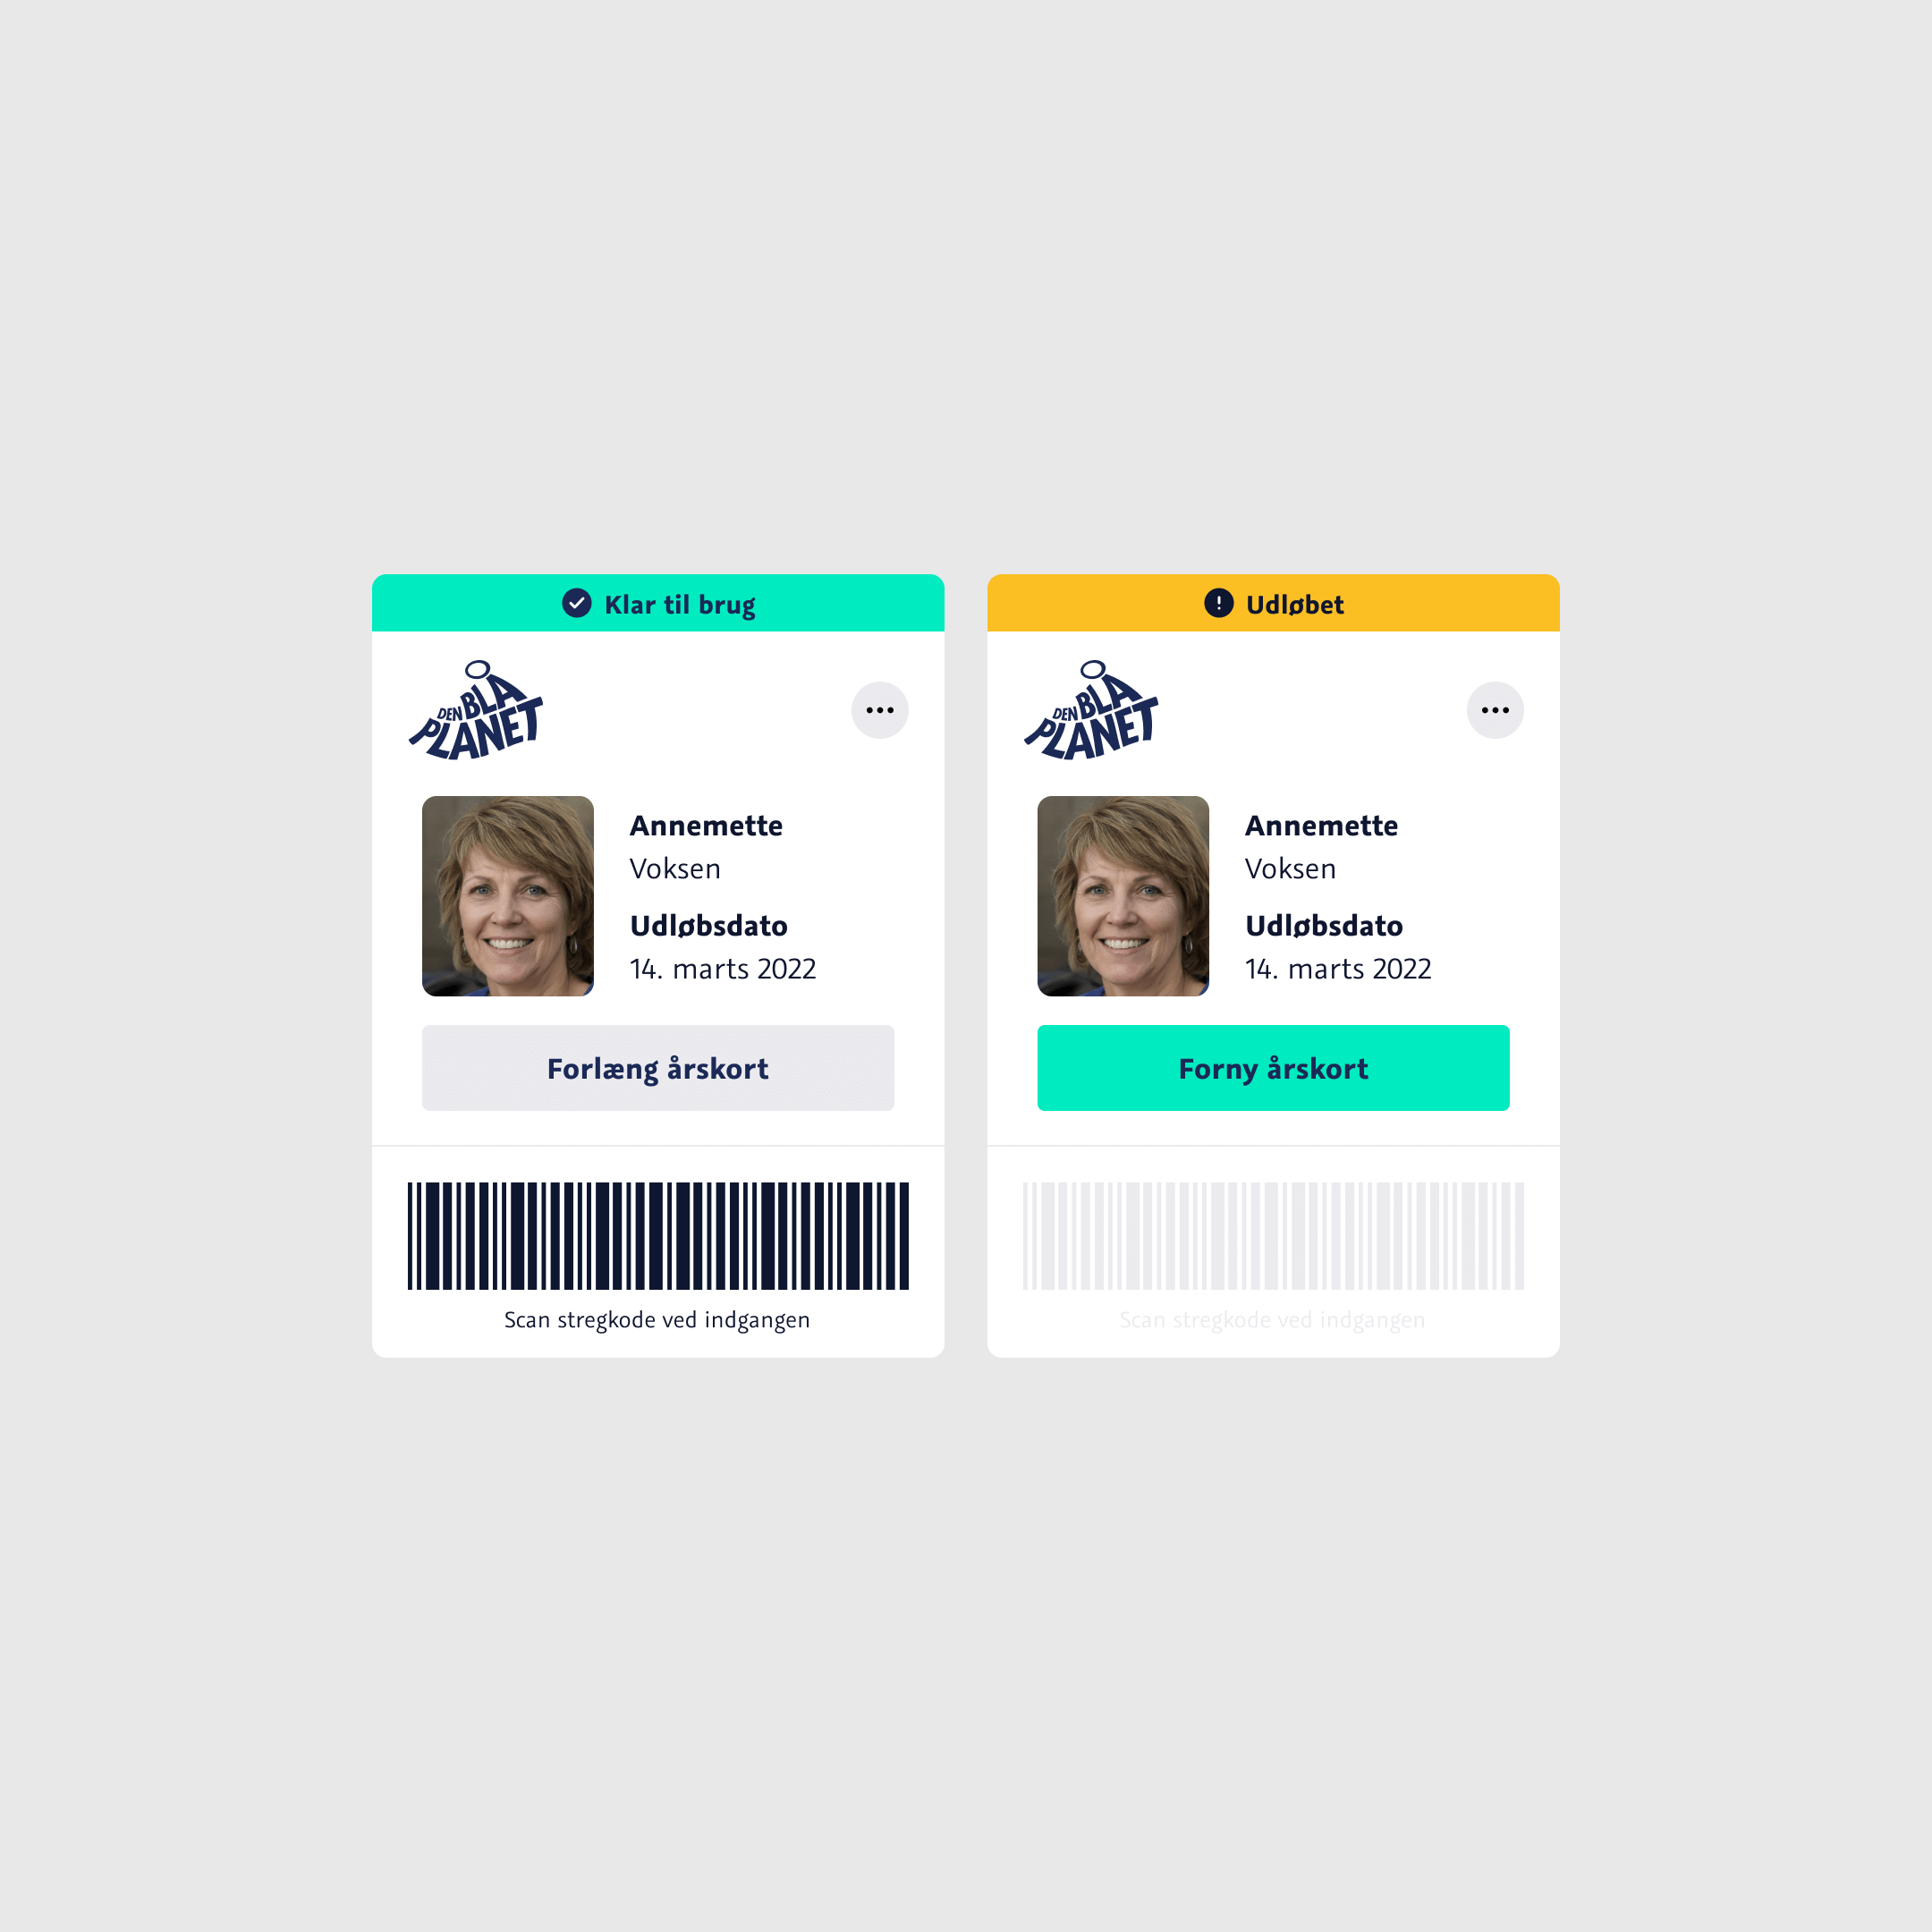 Klar til brug
DEN BLÅ
PLANET
Annemette
Voksen
Udløbsdato
14. marts 2022
Forlæng årskort
Scan stregkode ved indgangen
Udløbet
DEN BLÅ
PLANET
Annemette
Voksen
Udløbsdato
14. marts 2022
Forny årskort
Scan stregkode ved indgangen